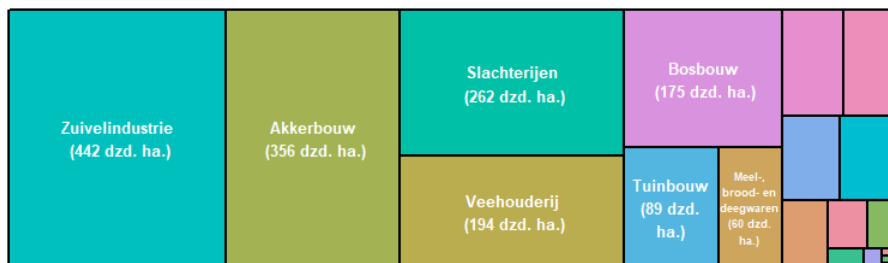 Zuivelindustrie
(442 dzd. ha.)
Akkerbouw
(356 dzd. ha.)
Slachterijen
(262 dzd. ha.)
Veehouderij
(194 dzd. ha.)
Bosbouw
(175 dzd. ha.)
Tuinbouw
(89 dzd.
ha.)
Meel-,
brood- en
deegwaren
(60 dzd.
ha.)